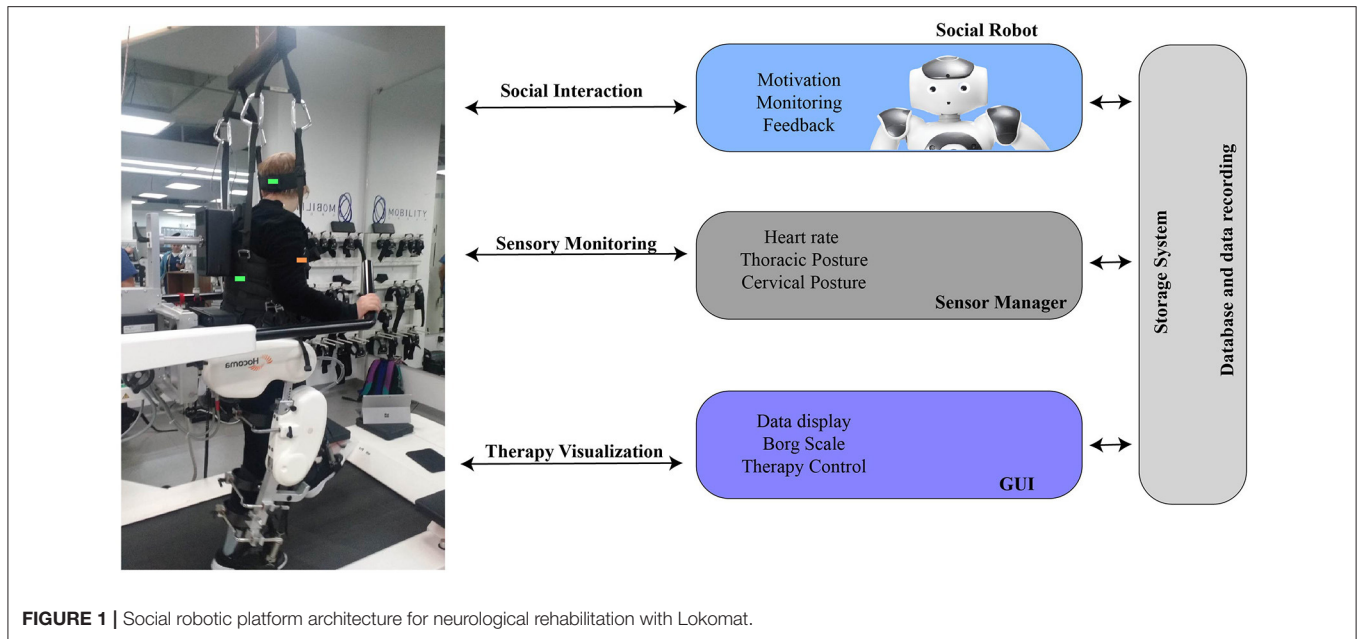 Social Robot
Social Interaction
Motivation
Monitoring
Feedback
Sensory Monitoring
Heart rate
Thoracic Posture
Cervical Posture
Sensor Manager
Therapy Visualization
Data display
Borg Scale
Therapy Control
GUI
Storage System
Database and data recording
MOBILITY
YTILIBOM
Hocoma
FIGURE 1 | Social robotic platform architecture for neurological rehabilitation with Lokomat.